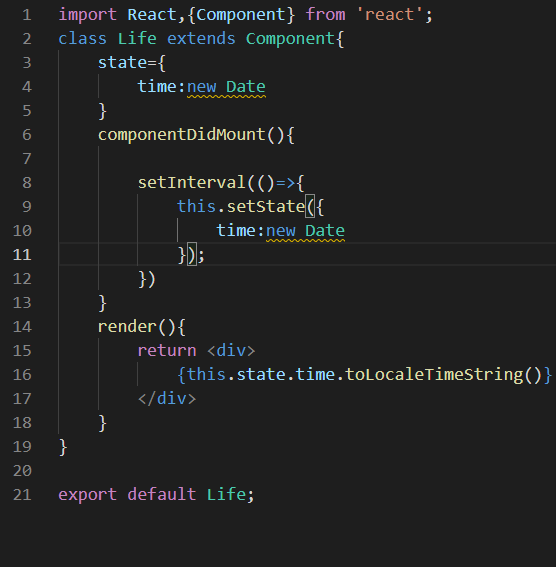 1 import React,{Component} from 'react';
2 class Life extends Component{
3     state={
4         time:new Date
5     }
6     componentDidMount(){
7
8         setInterval(()=>{
9             this.setState({
10                 time:new Date
11             });
12         })
13     }
14     render(){
15         return <div>
16             {this.state.time.toLocaleTimeString()}
17         </div>
18     }
19 }
20
21 export default Life;